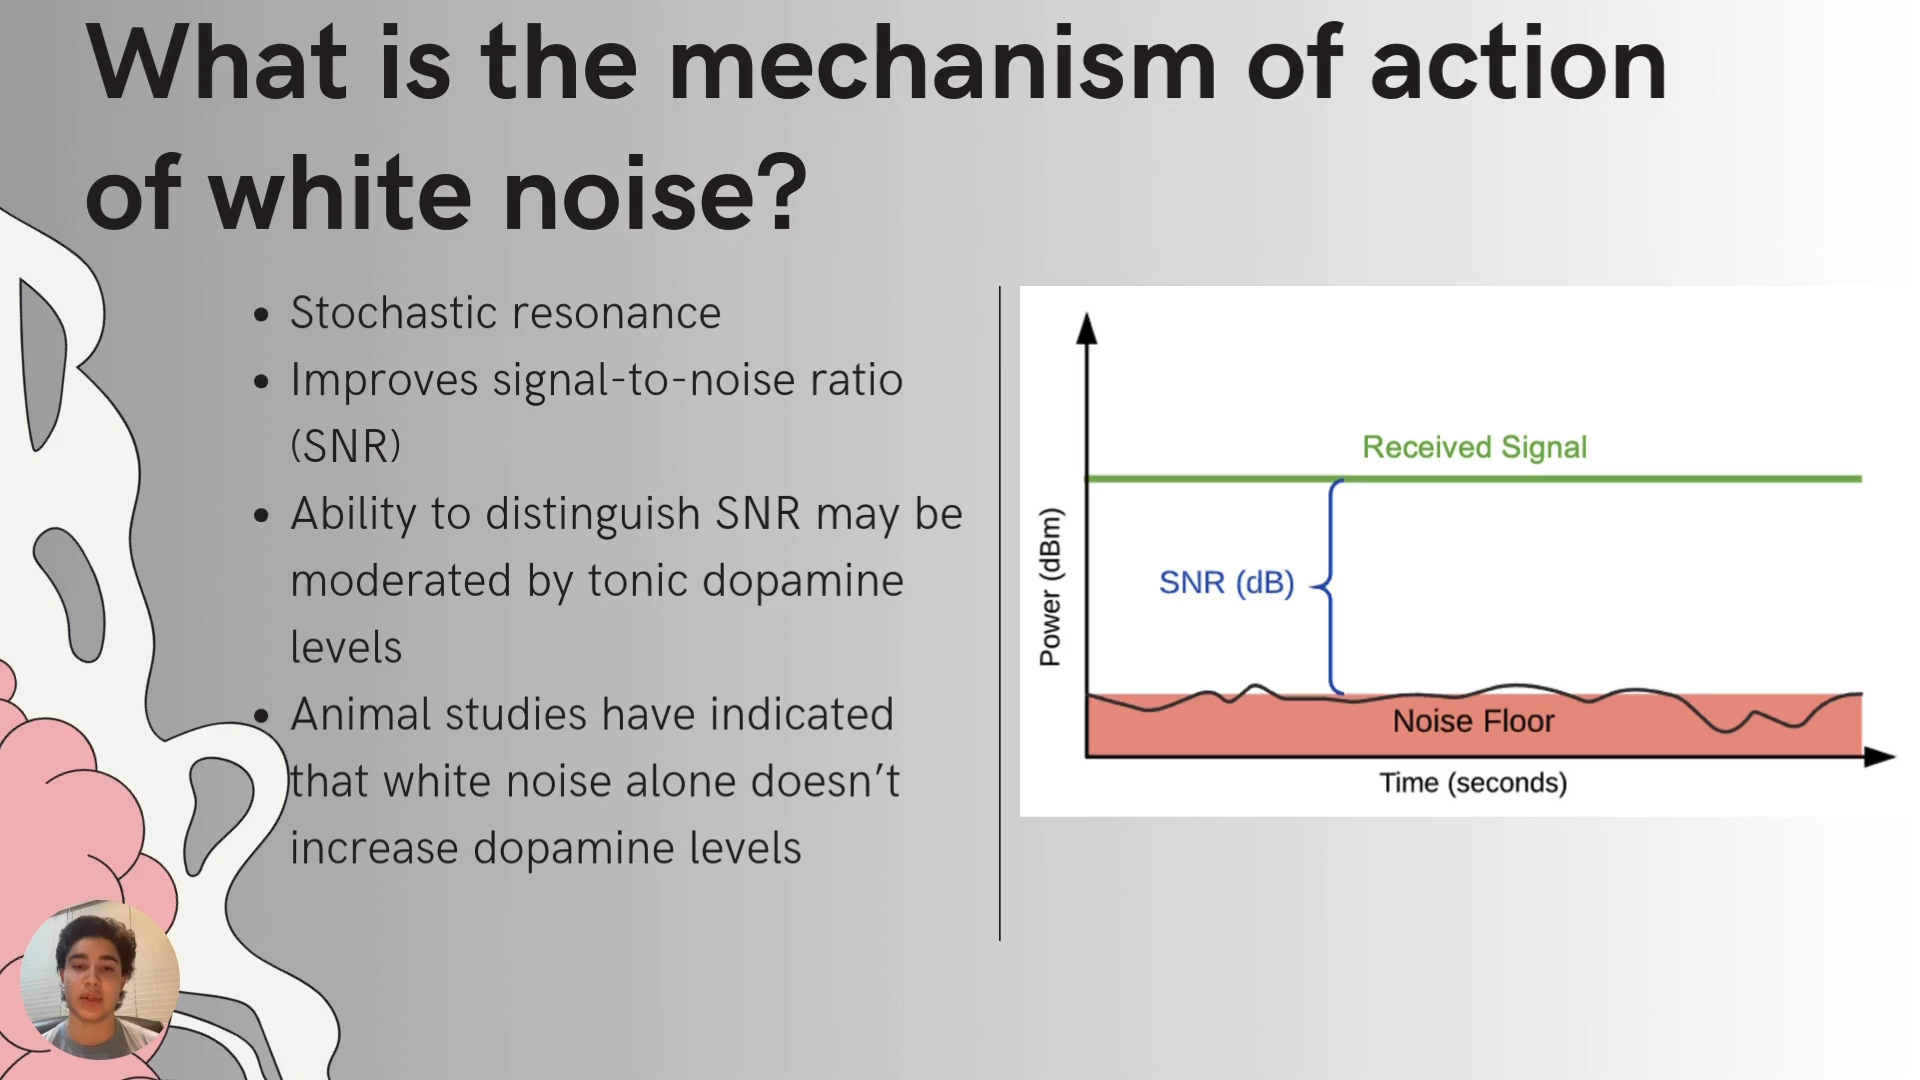 What is the mechanism of action
of white noise?
• Stochastic resonance
• Improves signal-to-noise ratio
(SNR)
• Ability to distinguish SNR may be
moderated by tonic dopamine
levels
• Animal studies have indicated
that white noise alone doesn’t
increase dopamine levels
Received Signal
SNR (dB)
Power (dBm)
Noise Floor
Time (seconds)